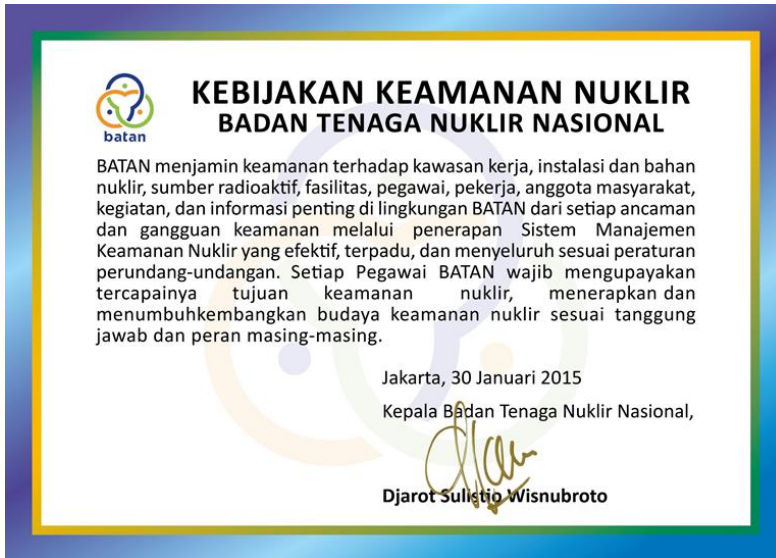 KEBIJAKAN KEAMANAN NUKLIR
BADAN TENAGA NUKLIR NASIONAL
batan
BATAN menjamin keamanan terhadap kawasan kerja, instalasi dan bahan
nuklir, sumber radioaktif, fasilitas, pegawai, pekerja, anggota masyarakat,
kegiatan, dan informasi penting di lingkungan BATAN dari setiap ancaman
dan gangguan keamanan melalui penerapan Sistem Manajemen
Keamanan Nuklir yang efektif, terpadu, dan menyeluruh sesuai peraturan
perundang-undangan. Setiap Pegawai BATAN wajib mengupayakan
tercapainya tujuan keamanan nuklir, menerapkan dan
menumbuhkembangkan budaya keamanan nuklir sesuai tanggung
jawab dan peran masing-masing.
Jakarta, 30 Januari 2015
Kepala Badan Tenaga Nuklir Nasional,
Djarot Sulistio Wisnubroto